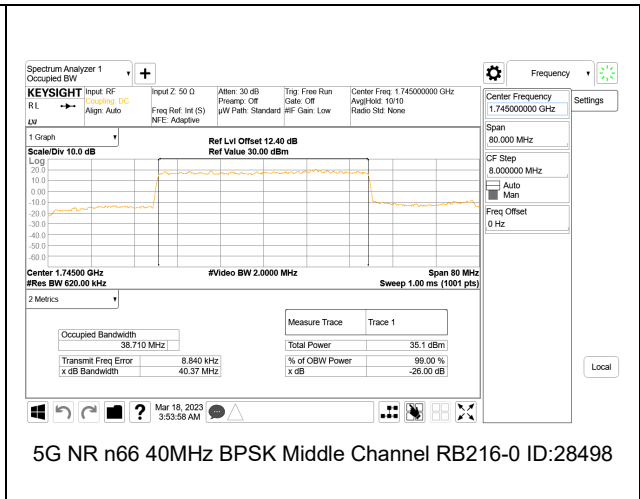 Spectrum Analyzer 1
Occupied BW
+
Frequency
KEYSIGHT
Input: RF
Input Z: 50 Ω
Atten: 30 dB
Trig: Free Run
Center Freq: 1.745000000 GHz
RL
Coupling: DC
Preamp: Off
Gate: Off
Avg|Hold: 10/10
Align: Auto
Freq Ref: Int (S)
µW Path: Standard
#IF Gain: Low
Radio Std: None
NFE: Adaptive
LXI
Center Frequency
1.745000000 GHz
Settings
Span
80.000 MHz
CF Step
8.000000 MHz
Auto
Man
Freq Offset
0 Hz
Local
1 Graph
Ref Lvl Offset 12.40 dB
Scale/Div 10.0 dB
Ref Value 30.00 dBm
Log
20.0
10.0
0.00
-10.0
-20.0
-30.0
-40.0
-50.0
-60.0
Center 1.74500 GHz
#Video BW 2.0000 MHz
Span 80 MHz
#Res BW 620.00 kHz
Sweep 1.00 ms (1001 pts)
2 Metrics
Measure Trace
Trace 1
Occupied Bandwidth
38.710 MHz
Total Power
35.1 dBm
Transmit Freq Error
8.840 kHz
% of OBW Power
99.00 %
x dB Bandwidth
40.37 MHz
x dB
-26.00 dB
?
Mar 18, 2023
3:53:58 AM
5G NR n66 40MHz BPSK Middle Channel RB216-0 ID:28498